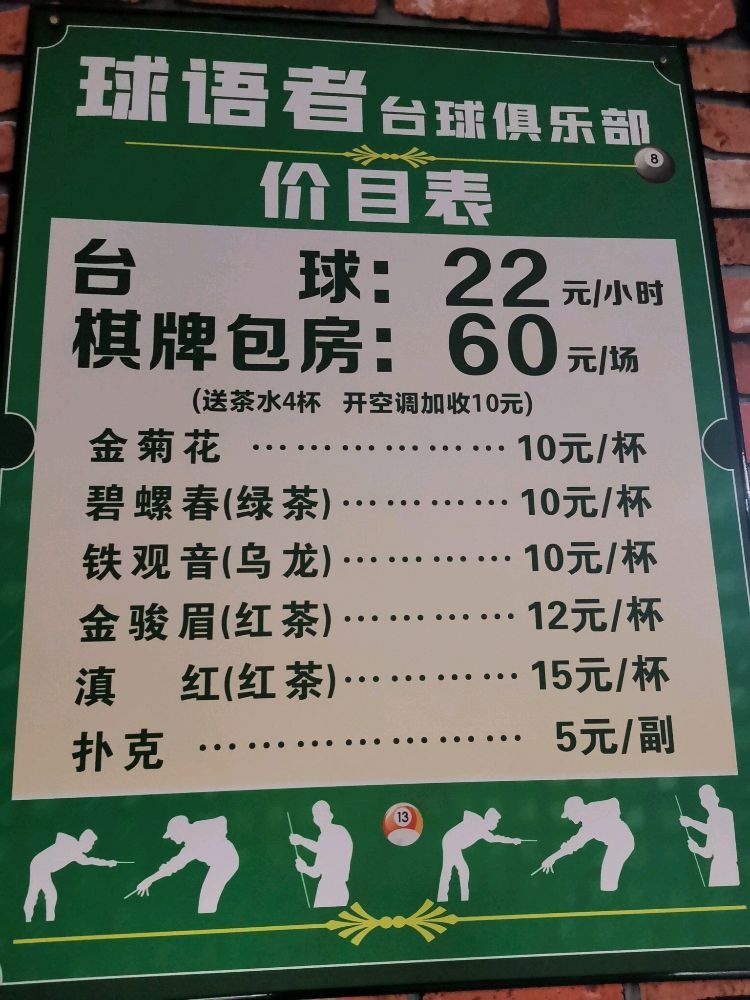 球语者台球俱乐部
8
价目表
台 球：22元/小时
棋牌包房：60元/场
(送茶水4杯 开空调加收10元)
金菊花 ……………………10元/杯
碧螺春(绿茶)……………10元/杯
铁观音(乌龙)……………10元/杯
金骏眉(红茶)……………12元/杯
滇 红(红茶)……………15元/杯
扑克 …………………………5元/副
13